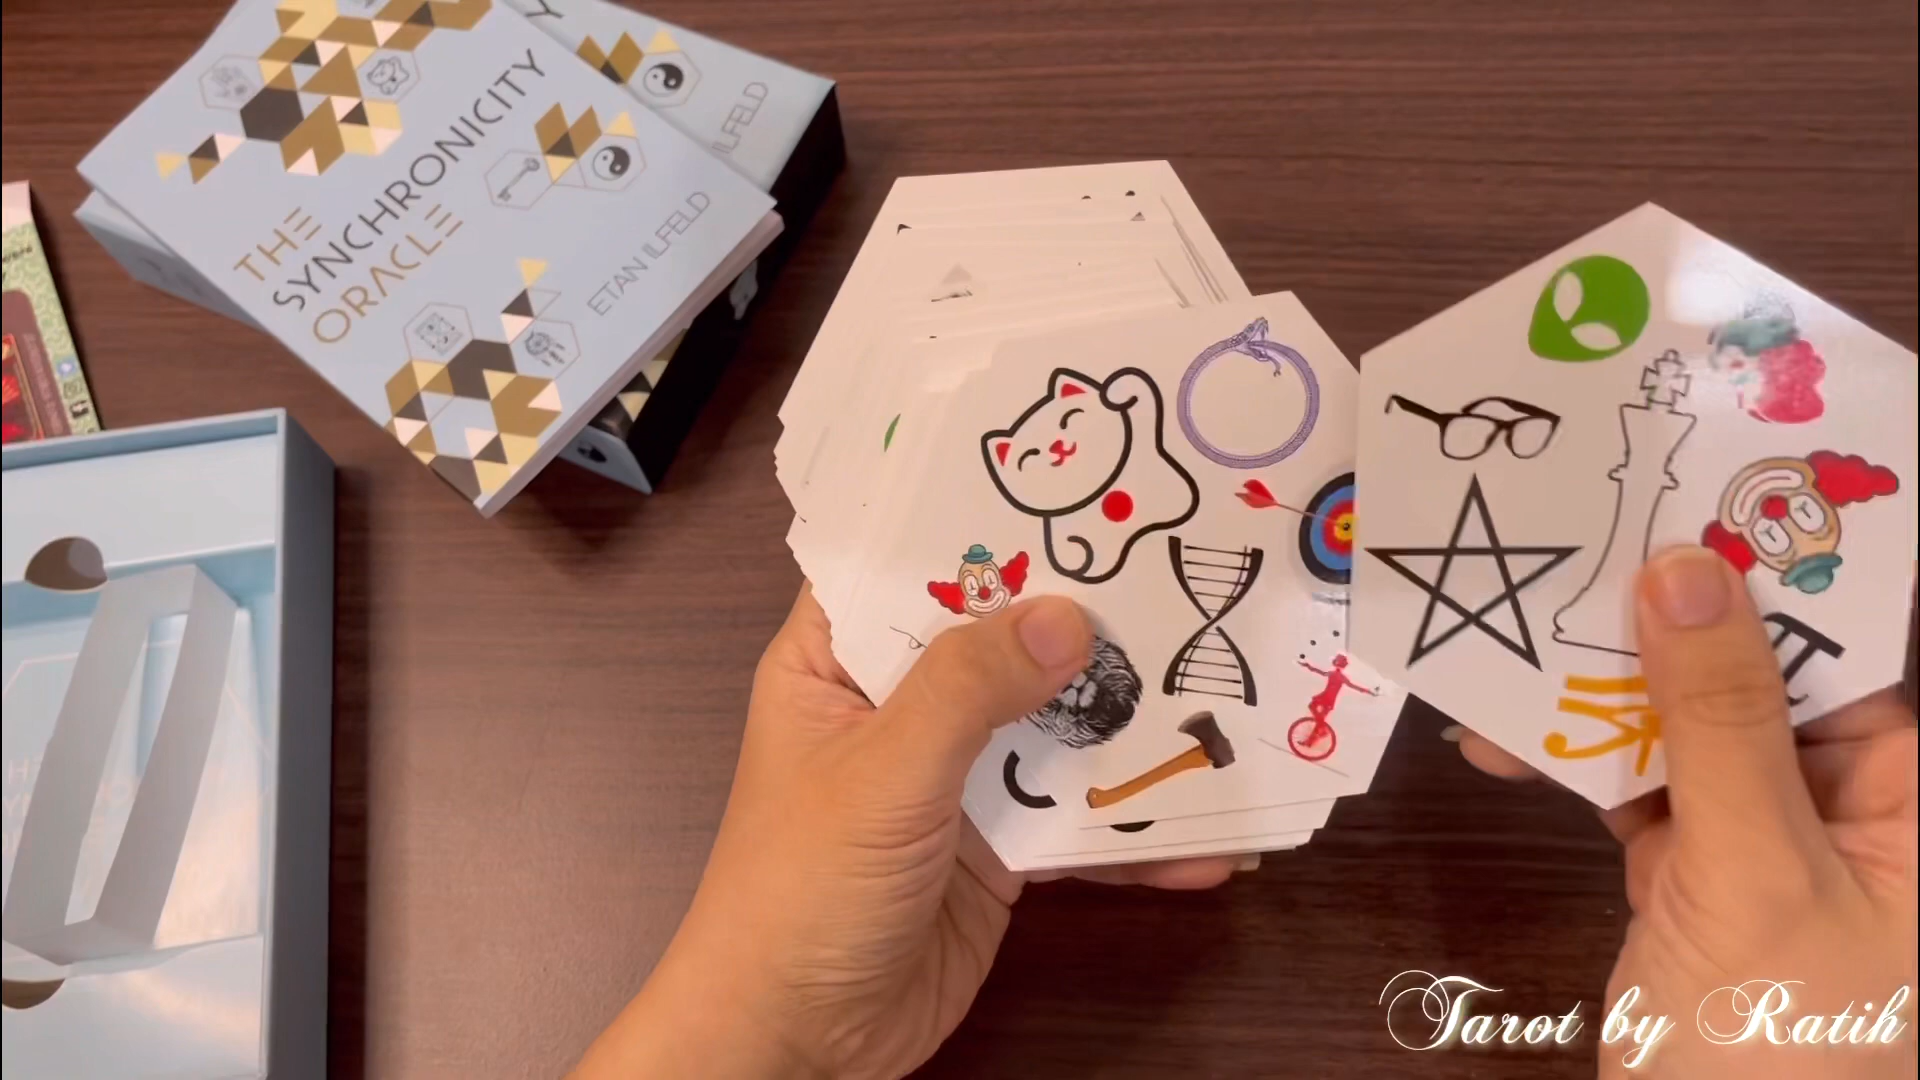 THE
SYNCHRONICITY
ORACLE
ETAN ILFELD
Y
ILFELD
π
Tarot by Ratih